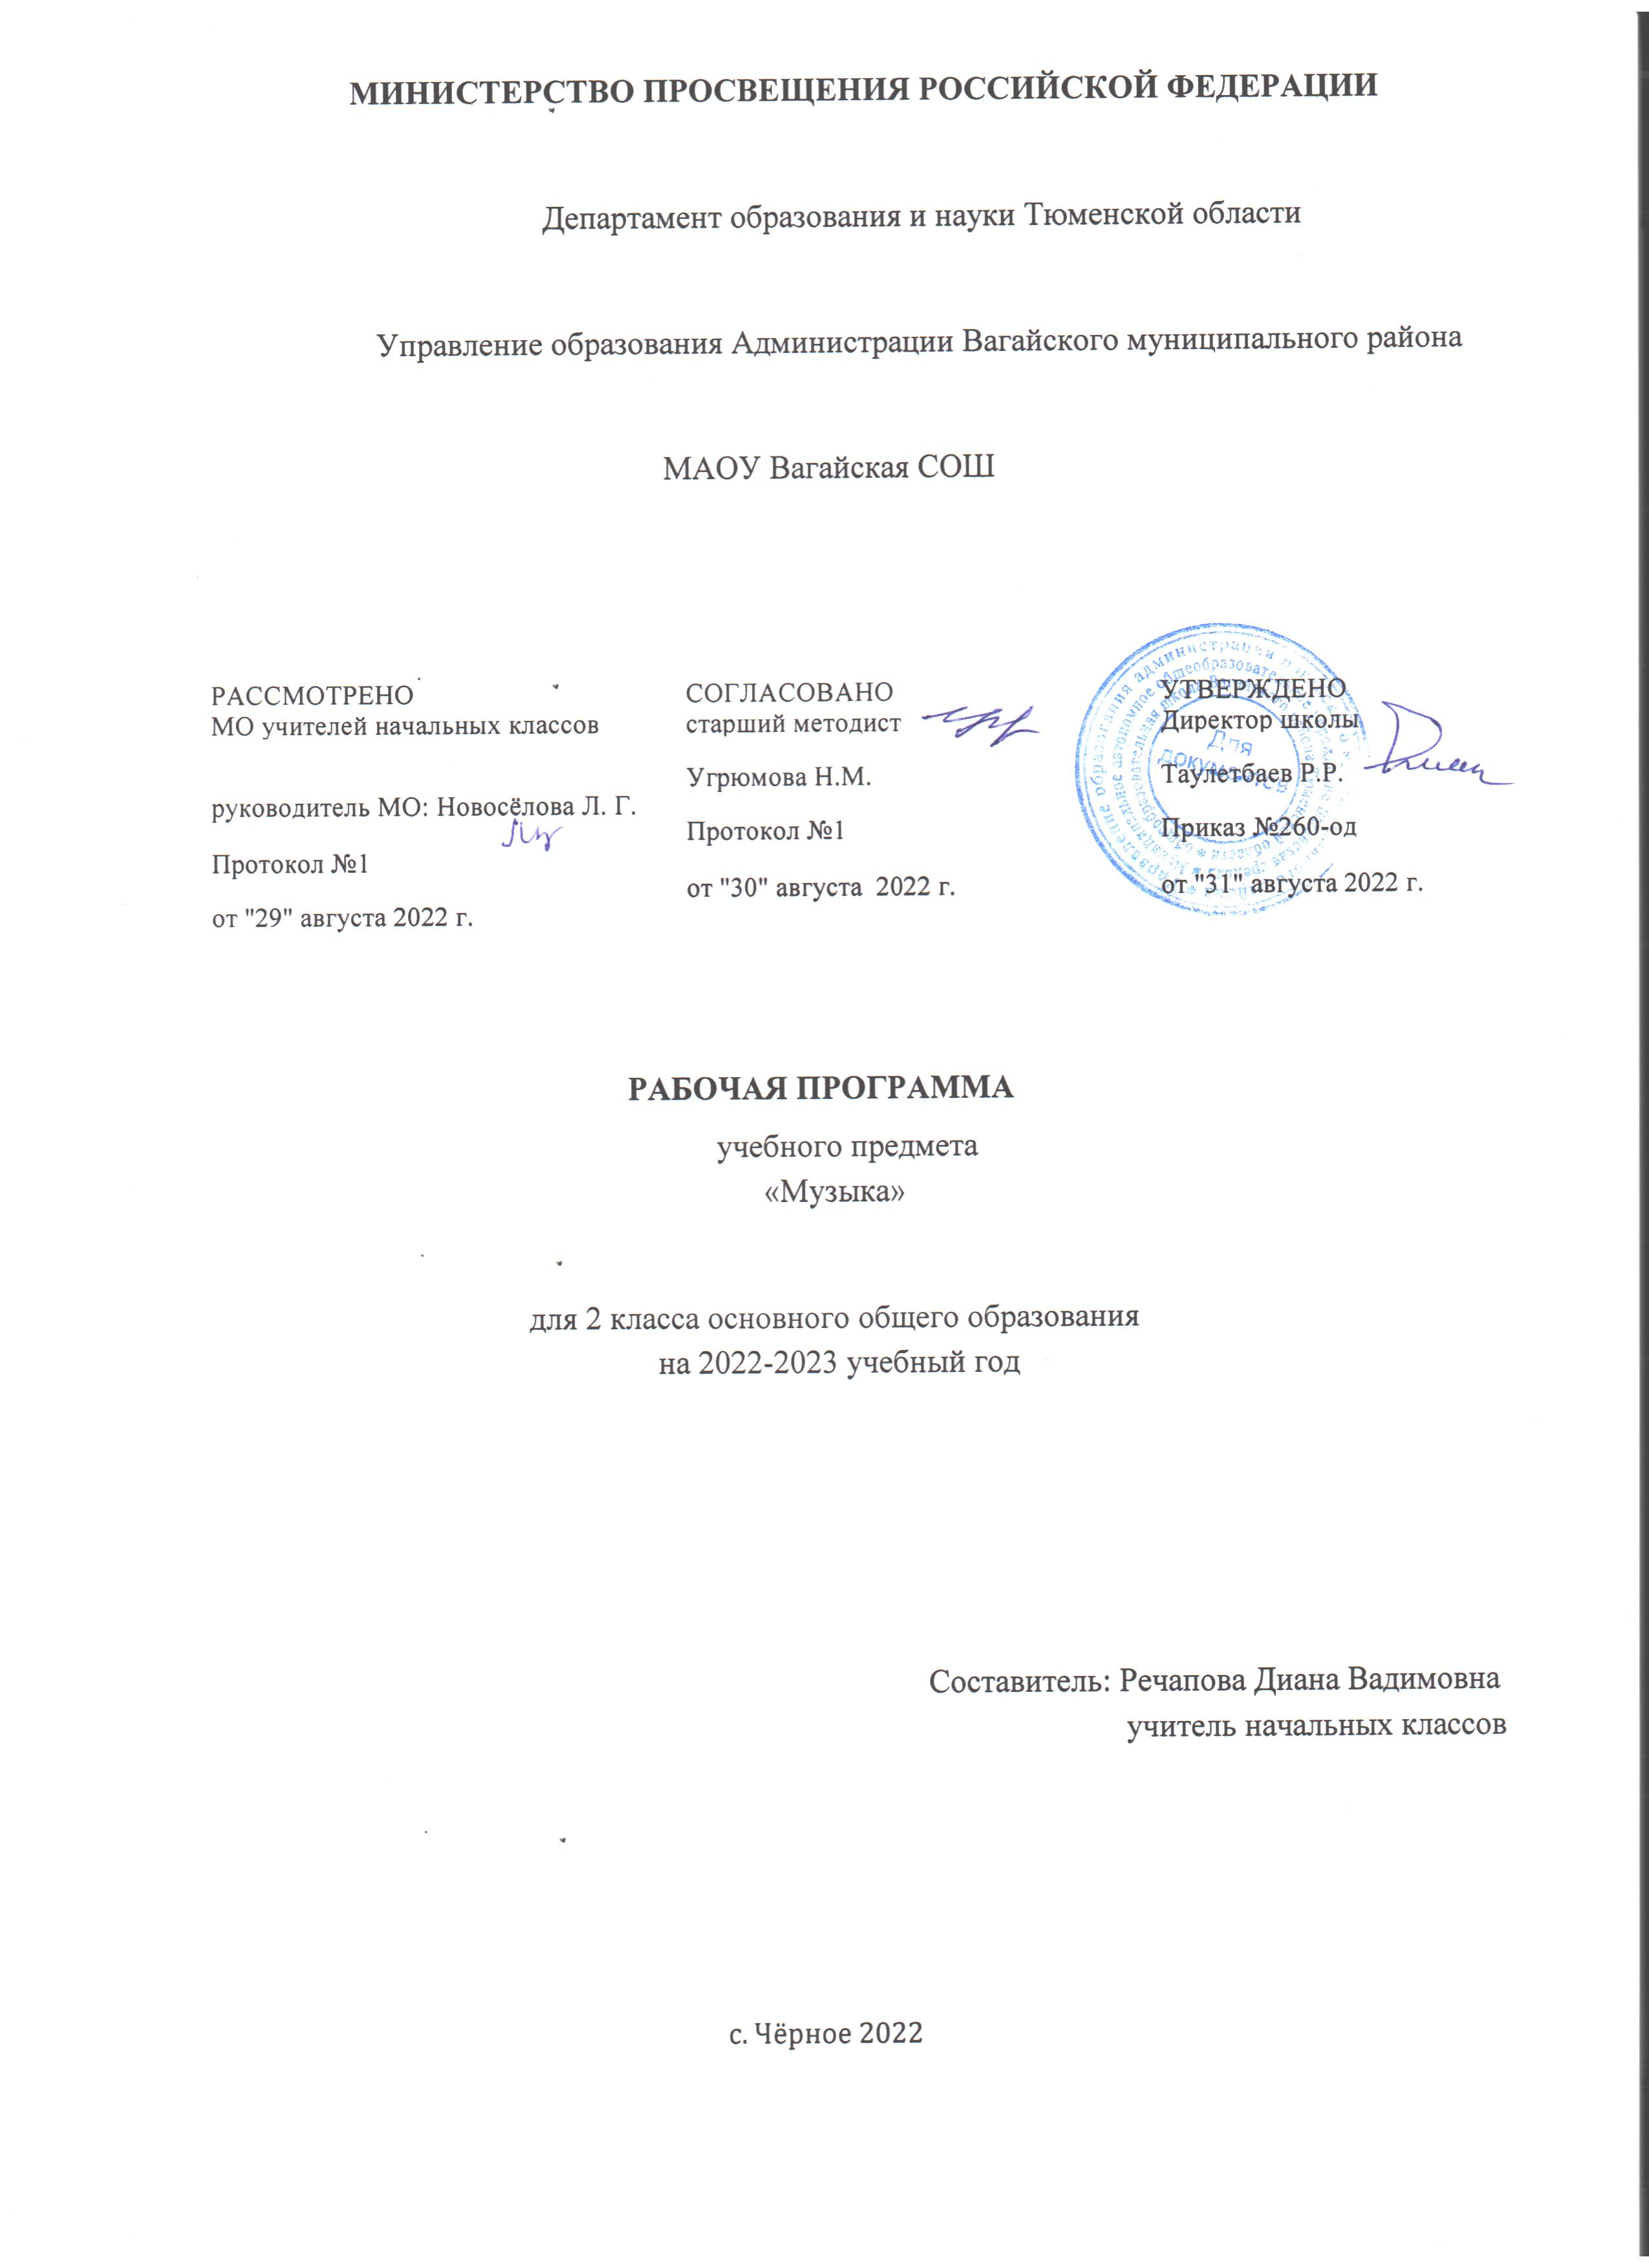 МИНИСТЕРСТВО ПРОСВЕЩЕНИЯ РОССИЙСКОЙ ФЕДЕРАЦИИ
Департамент образования и науки Тюменской области
Управление образования Администрации Вагайского муниципального района
МАОУ Вагайская СОШ
РАССМОТРЕНО
МО учителей начальных классов
руководитель МО: Новосёлова Л. Г.
Протокол №1
от "29" августа 2022 г.
СОГЛАСОВАНО
старший методист
Угрюмова Н.М.
Протокол №1
от "30" августа 2022 г.
УТВЕРЖДЕНО
Директор школы
Таулетбаев Р.Р.
Приказ №260-од
от "31" августа 2022 г.
Для
документов
РАБОЧАЯ ПРОГРАММА
учебного предмета
«Музыка»
для 2 класса основного общего образования
на 2022-2023 учебный год
Составитель: Речапова Диана Вадимовна
учитель начальных классов
с. Чёрное 2022